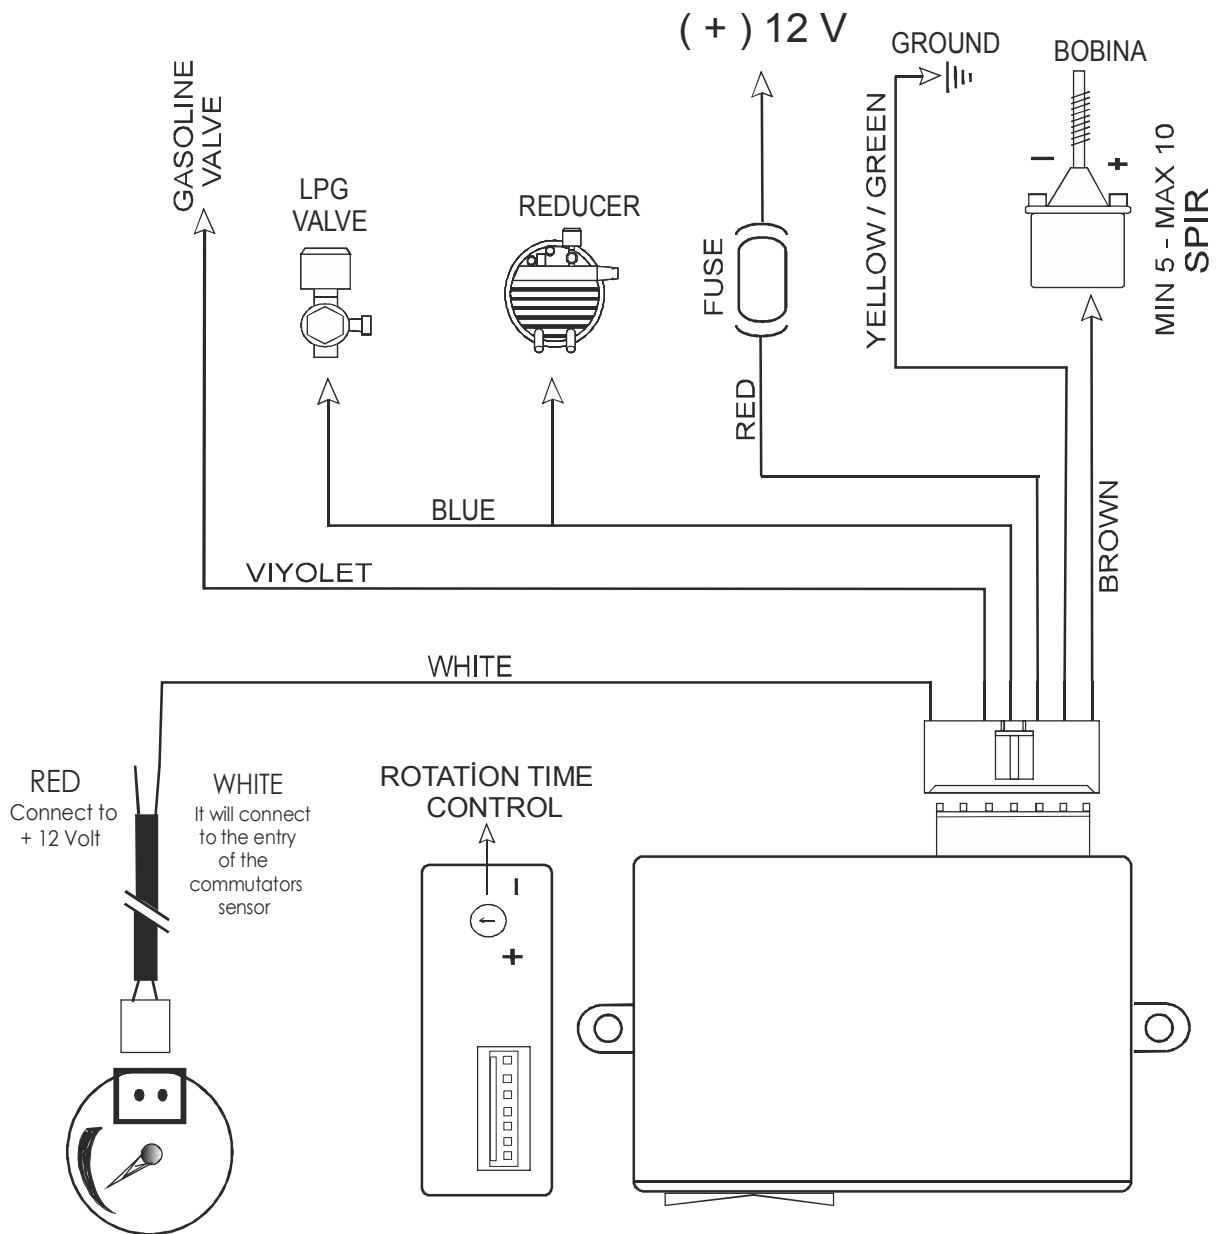 ( + ) 12 V
GROUND
BOBINA
GASOLINE
VALVE
LPG
VALVE
REDUCER
FUSE
YELLOW / GREEN
− +
MIN 5 - MAX 10
SPIR
RED
BLUE
BROWN
VIYOLET
WHITE
RED
Connect to
+ 12 Volt
WHITE
It will connect
to the entry
of the
commutators
sensor
ROTATİON TIME
CONTROL
−
+